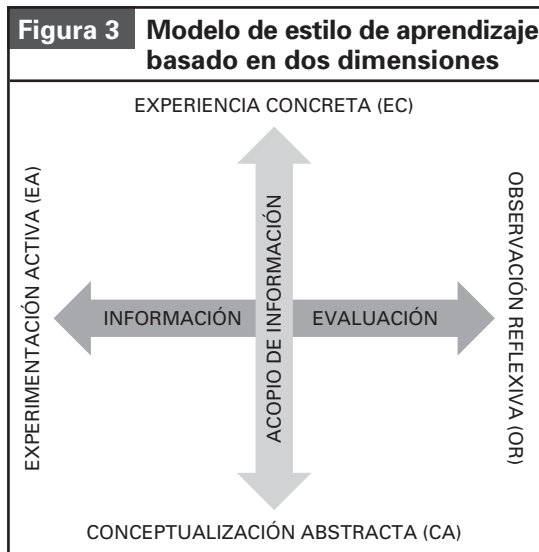 Figura 3 Modelo de estilo de aprendizaje
basado en dos dimensiones
EXPERIENCIA CONCRETA (EC)
EXPERIMENTACIÓN ACTIVA (EA)
INFORMACIÓN
ACOPIO DE INFORMACIÓN
EVALUACIÓN
OBSERVACIÓN REFLEXIVA (OR)
CONCEPTUALIZACIÓN ABSTRACTA (CA)